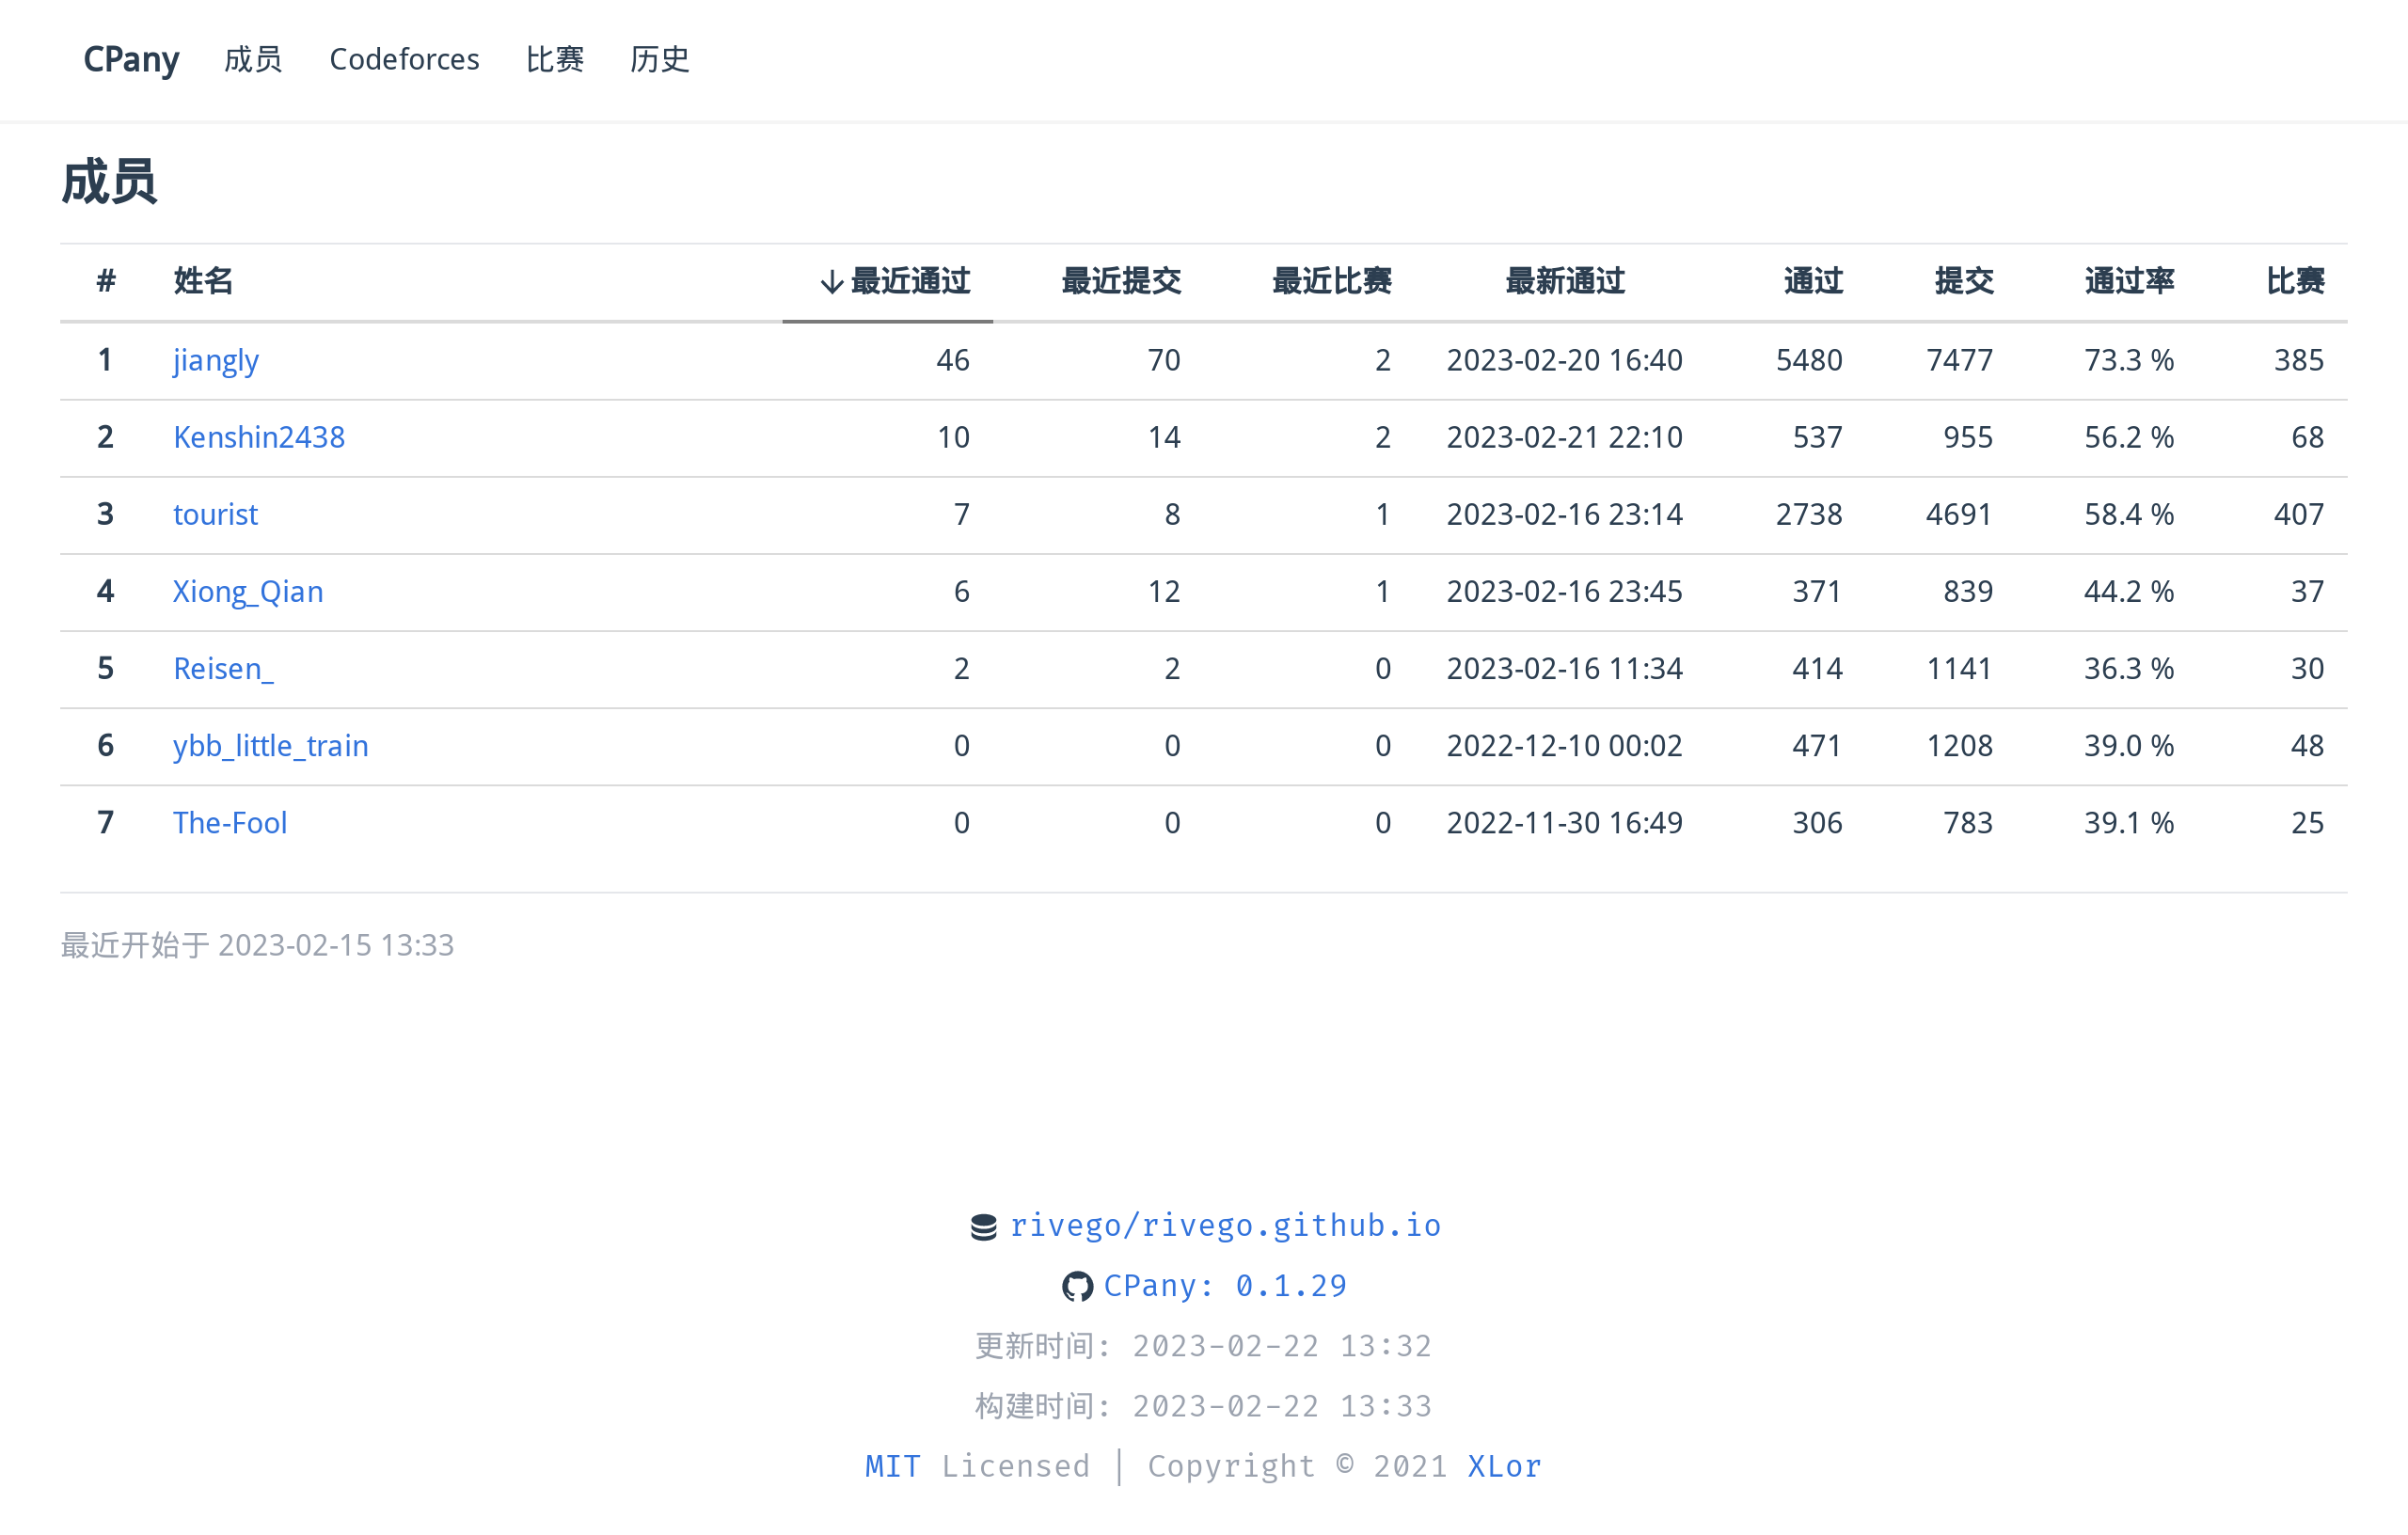 CPany 成员 Codeforces 比赛 历史
成员
# 姓名 ↓最近通过 最近提交 最近比赛 最新通过 通过 提交 通过率 比赛
1 jiangly 46 70 2 2023-02-20 16:40 5480 7477 73.3 % 385
2 Kenshin2438 10 14 2 2023-02-21 22:10 537 955 56.2 % 68
3 tourist 7 8 1 2023-02-16 23:14 2738 4691 58.4 % 407
4 Xiong_Qian 6 12 1 2023-02-16 23:45 371 839 44.2 % 37
5 Reisen_ 2 2 0 2023-02-16 11:34 414 1141 36.3 % 30
6 ybb_little_train 0 0 0 2022-12-10 00:02 471 1208 39.0 % 48
7 The-Fool 0 0 0 2022-11-30 16:49 306 783 39.1 % 25
最近开始于 2023-02-15 13:33
rivego/rivego.github.io
CPany: 0.1.29
更新时间: 2023-02-22 13:32
构建时间: 2023-02-22 13:33
MIT Licensed | Copyright © 2021 XLor